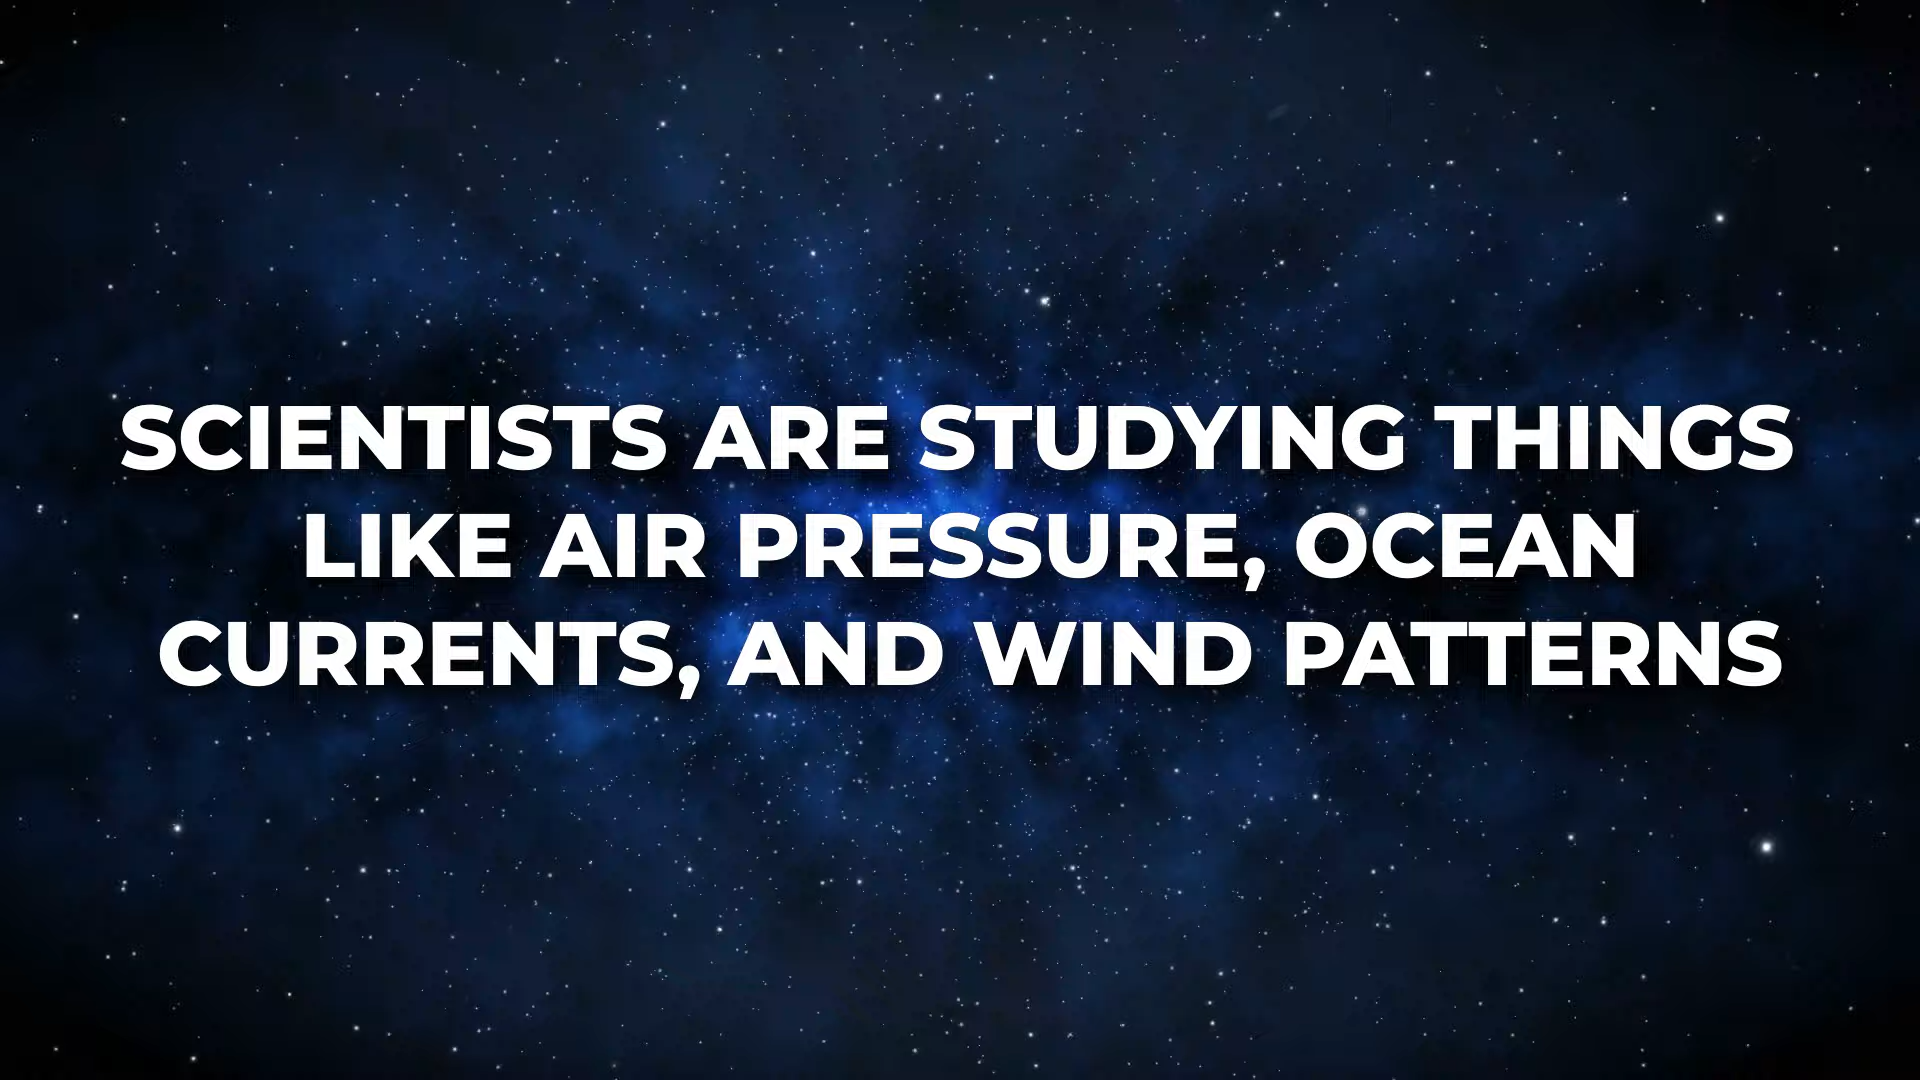 SCIENTISTS ARE STUDYING THINGS
LIKE AIR PRESSURE, OCEAN
CURRENTS, AND WIND PATTERNS